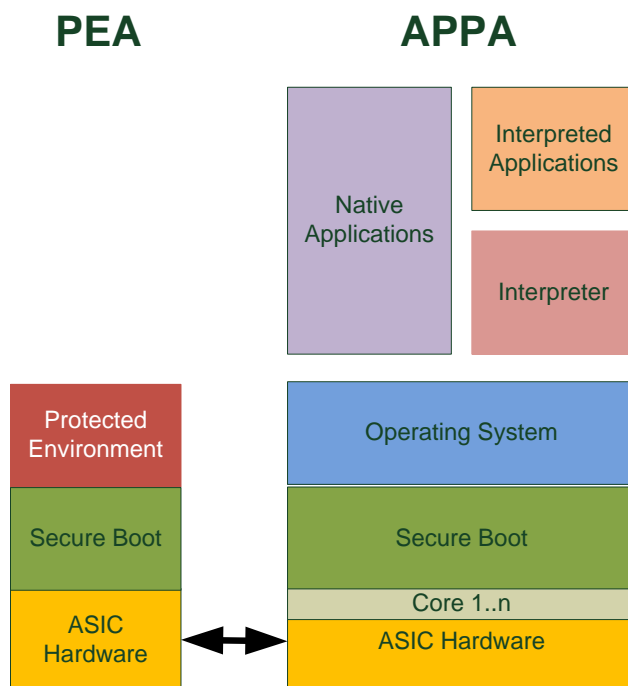 PEA
APPA
Native
Applications
Interpreted
Applications
Interpreter
Protected
Environment
Operating System
Secure Boot
Secure Boot
Core 1..n
ASIC
Hardware
ASIC Hardware